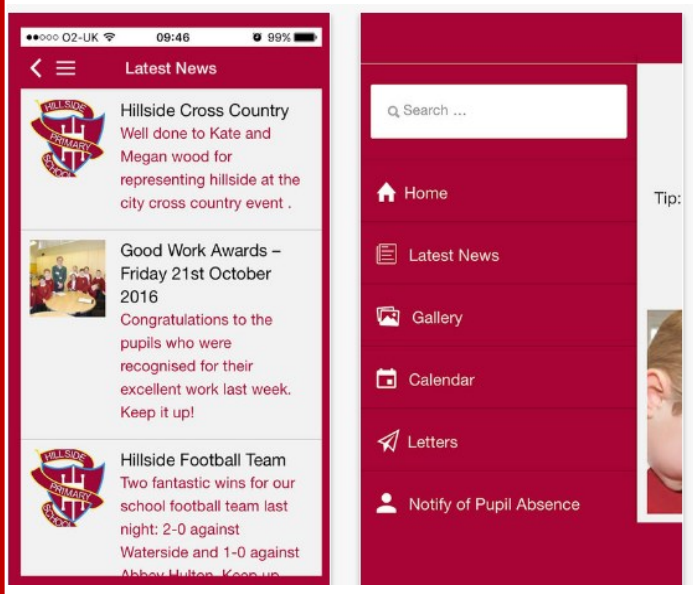 ●●○○○ O2-UK 09:46 99%
Latest News
HILLSIDE
PRIMARY
SCHOOL
Hillside Cross Country
Well done to Kate and
Megan wood for
representing hillside at the
city cross country event .
Good Work Awards –
Friday 21st October
2016
Congratulations to the
pupils who were
recognised for their
excellent work last week.
Keep it up!
HILLSIDE
PRIMARY
SCHOOL
Hillside Football Team
Two fantastic wins for our
school football team last
night: 2-0 against
Waterside and 1-0 against
Abbey Hulton. Keep up
Search ...
Home
Latest News
Gallery
Calendar
Letters
Notify of Pupil Absence
Tip: